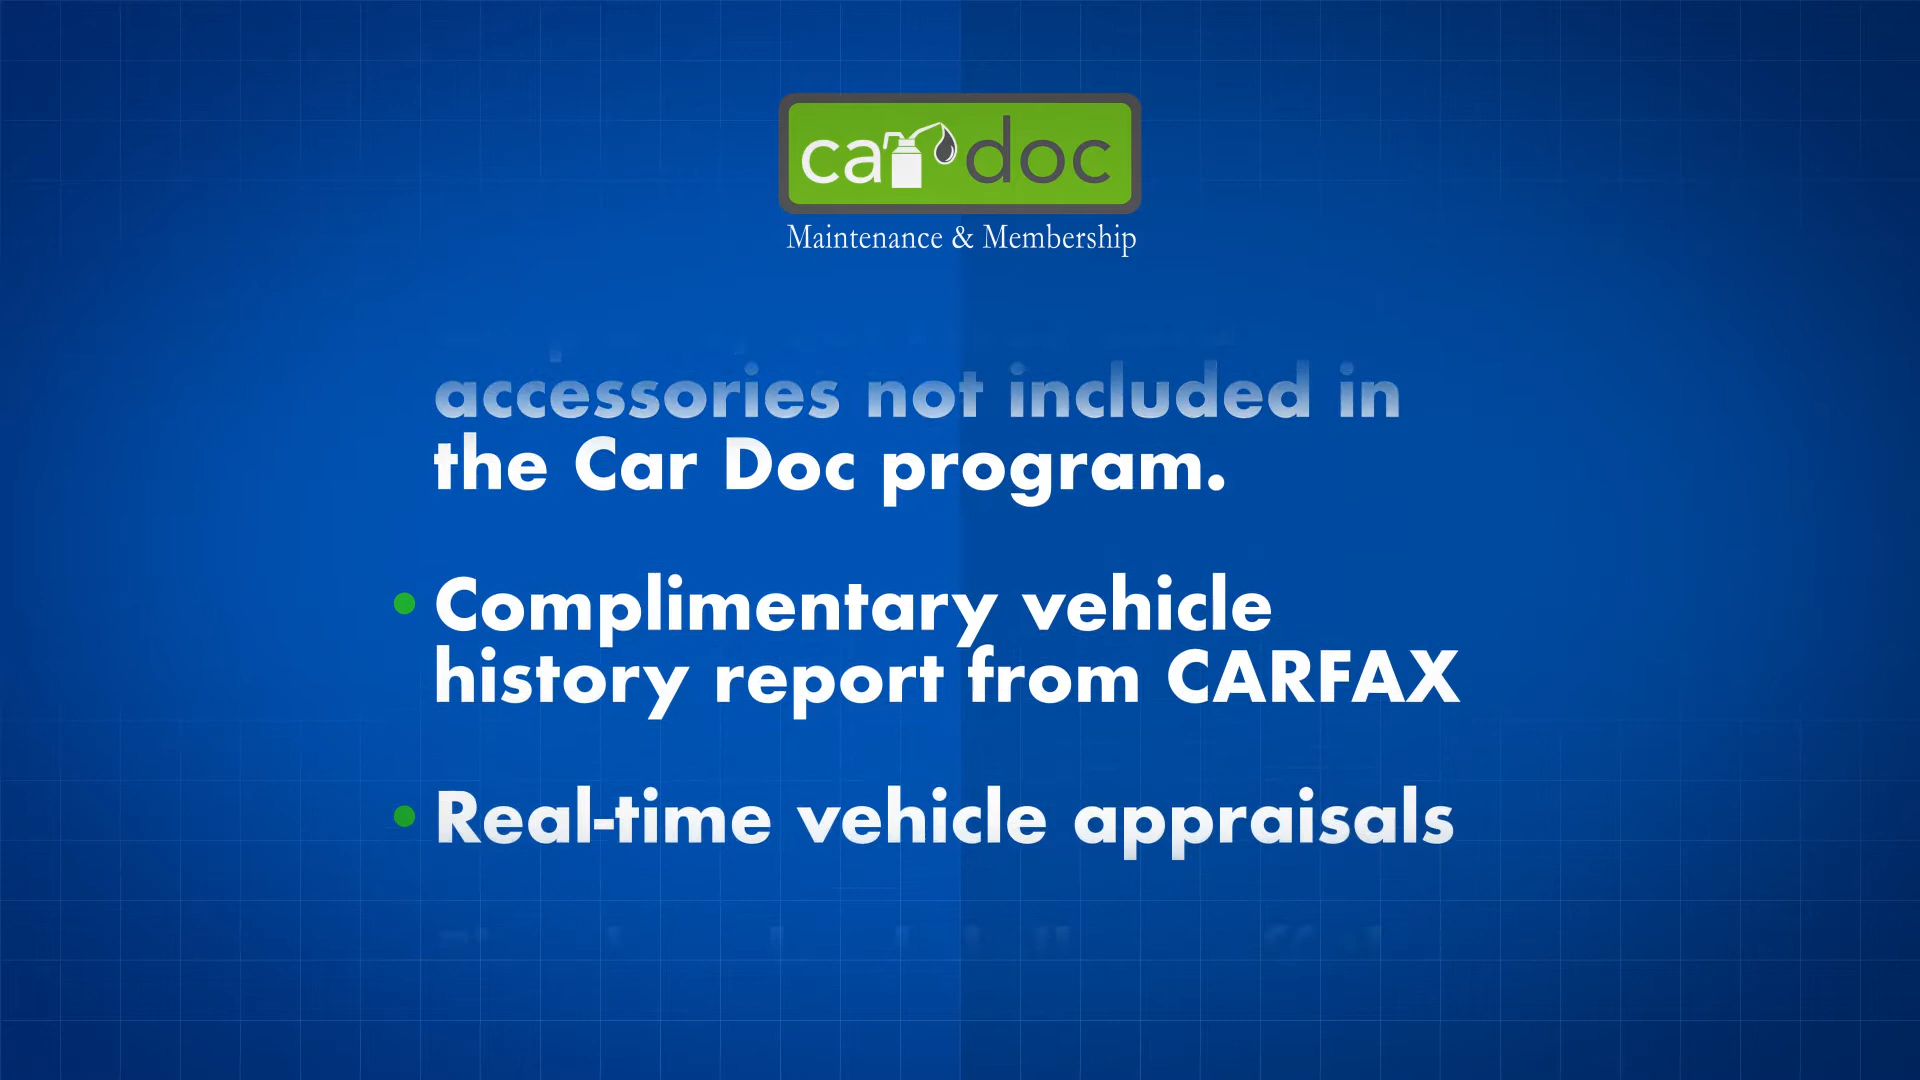 car doc
Maintenance & Membership
accessories not included in
the Car Doc program.
Complimentary vehicle
history report from CARFAX
Real-time vehicle appraisals